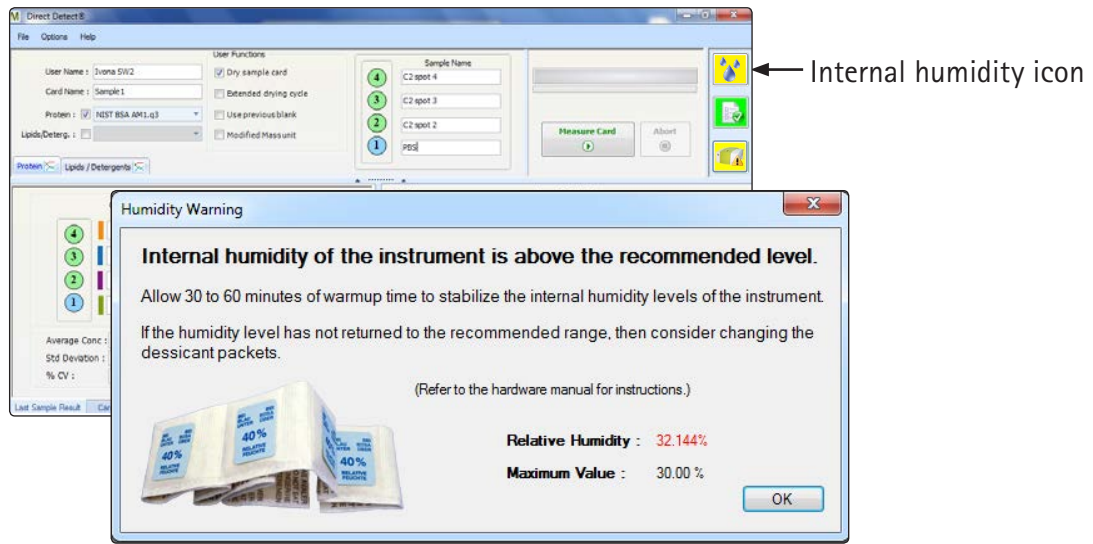 Direct Detect®
File Options Help
User Name : Ivona SW2
Card Name : Sample1
Protein : NIST BSA AM1.q3
Lipids/Deterg. :
User Functions
Dry sample card
Extended drying cycle
Use previous blank
Modified Mass unit
Sample Name
4 C2 spot 4
3 C2 spot 3
2 C2 spot 2
1 PBS
Measure Card
Abort
Internal humidity icon
Protein Lipids / Detergents
4
3
2
1
Average Conc :
Std Deviation :
% CV :
Last Sample Result Car
Humidity Warning
Internal humidity of the instrument is above the recommended level.
Allow 30 to 60 minutes of warmup time to stabilize the internal humidity levels of the instrument.
If the humidity level has not returned to the recommended range, then consider changing the
dessicant packets.
(Refer to the hardware manual for instructions.)
40%
RELATIVE
FEUCHTE
40%
RELATIVE
FEUCHTE
40%
RELATIVE
Relative Humidity : 32.144%
Maximum Value : 30.00 %
OK